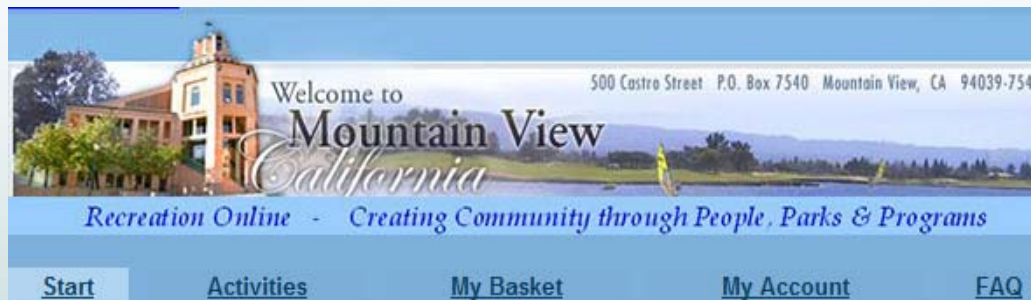 Welcome to
500 Castro Street P.O. Box 7540 Mountain View, CA 94039-754
Mountain View
California
Recreation Online - Creating Community through People, Parks & Programs
Start Activities My Basket My Account FAQ